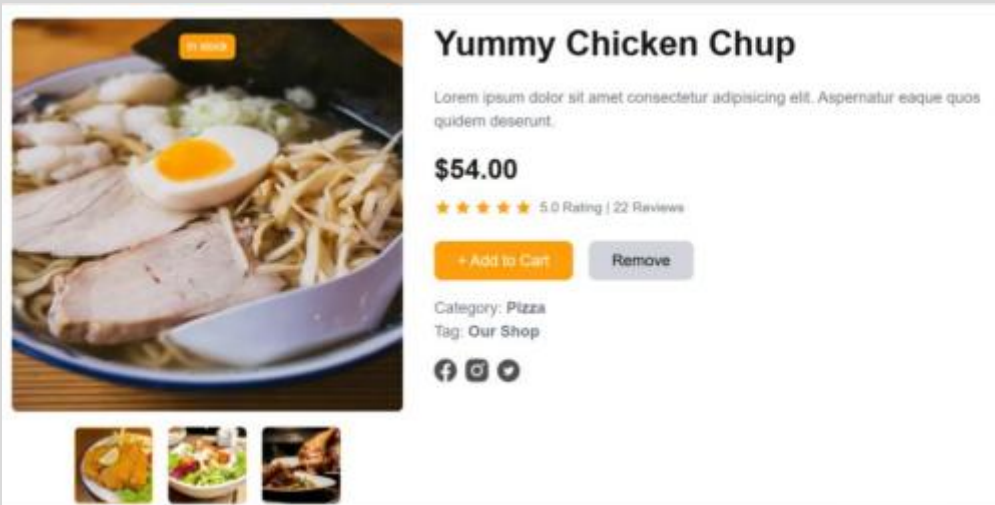 In stock
Yummy Chicken Chup
Lorem ipsum dolor sit amet consectetur adipisicing elit. Aspernatur eaque quos
quidem deserunt.
$54.00
5.0 Rating | 22 Reviews
+ Add to Cart
Remove
Category: Pizza
Tag: Our Shop